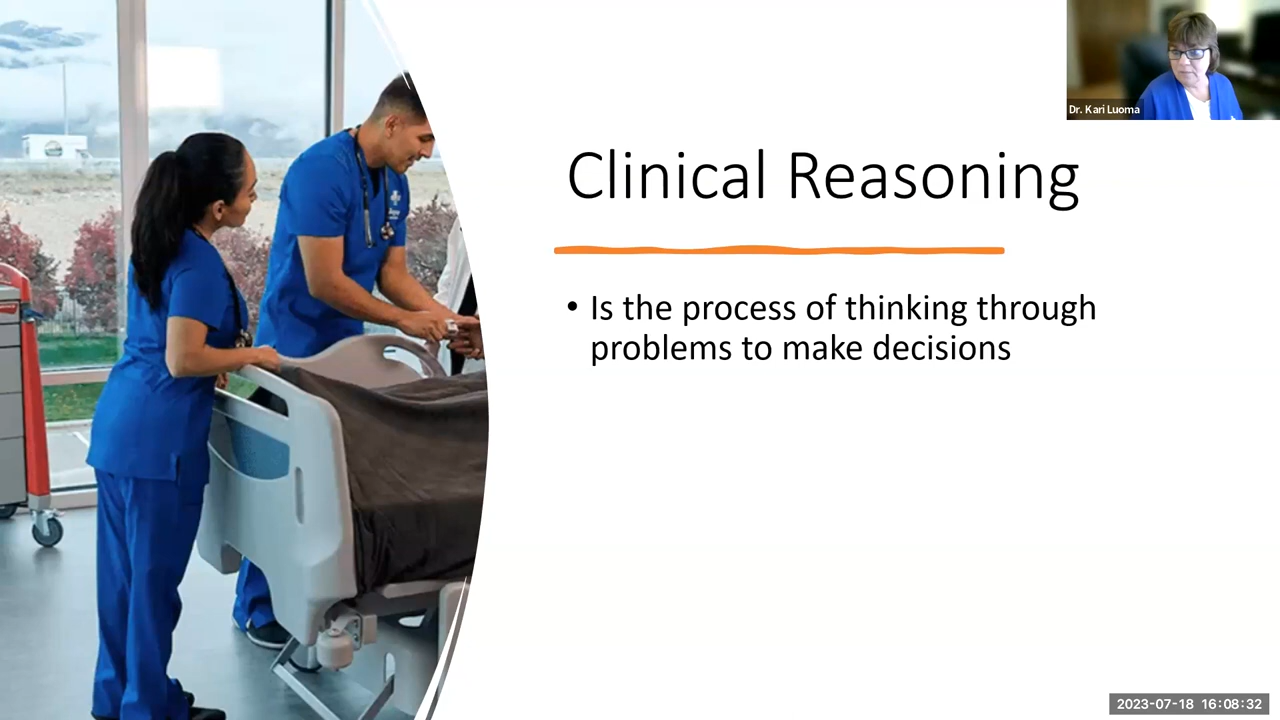 Dr. Kari Luoma
Clinical Reasoning
• Is the process of thinking through
problems to make decisions
2023-07-18 16:08:32